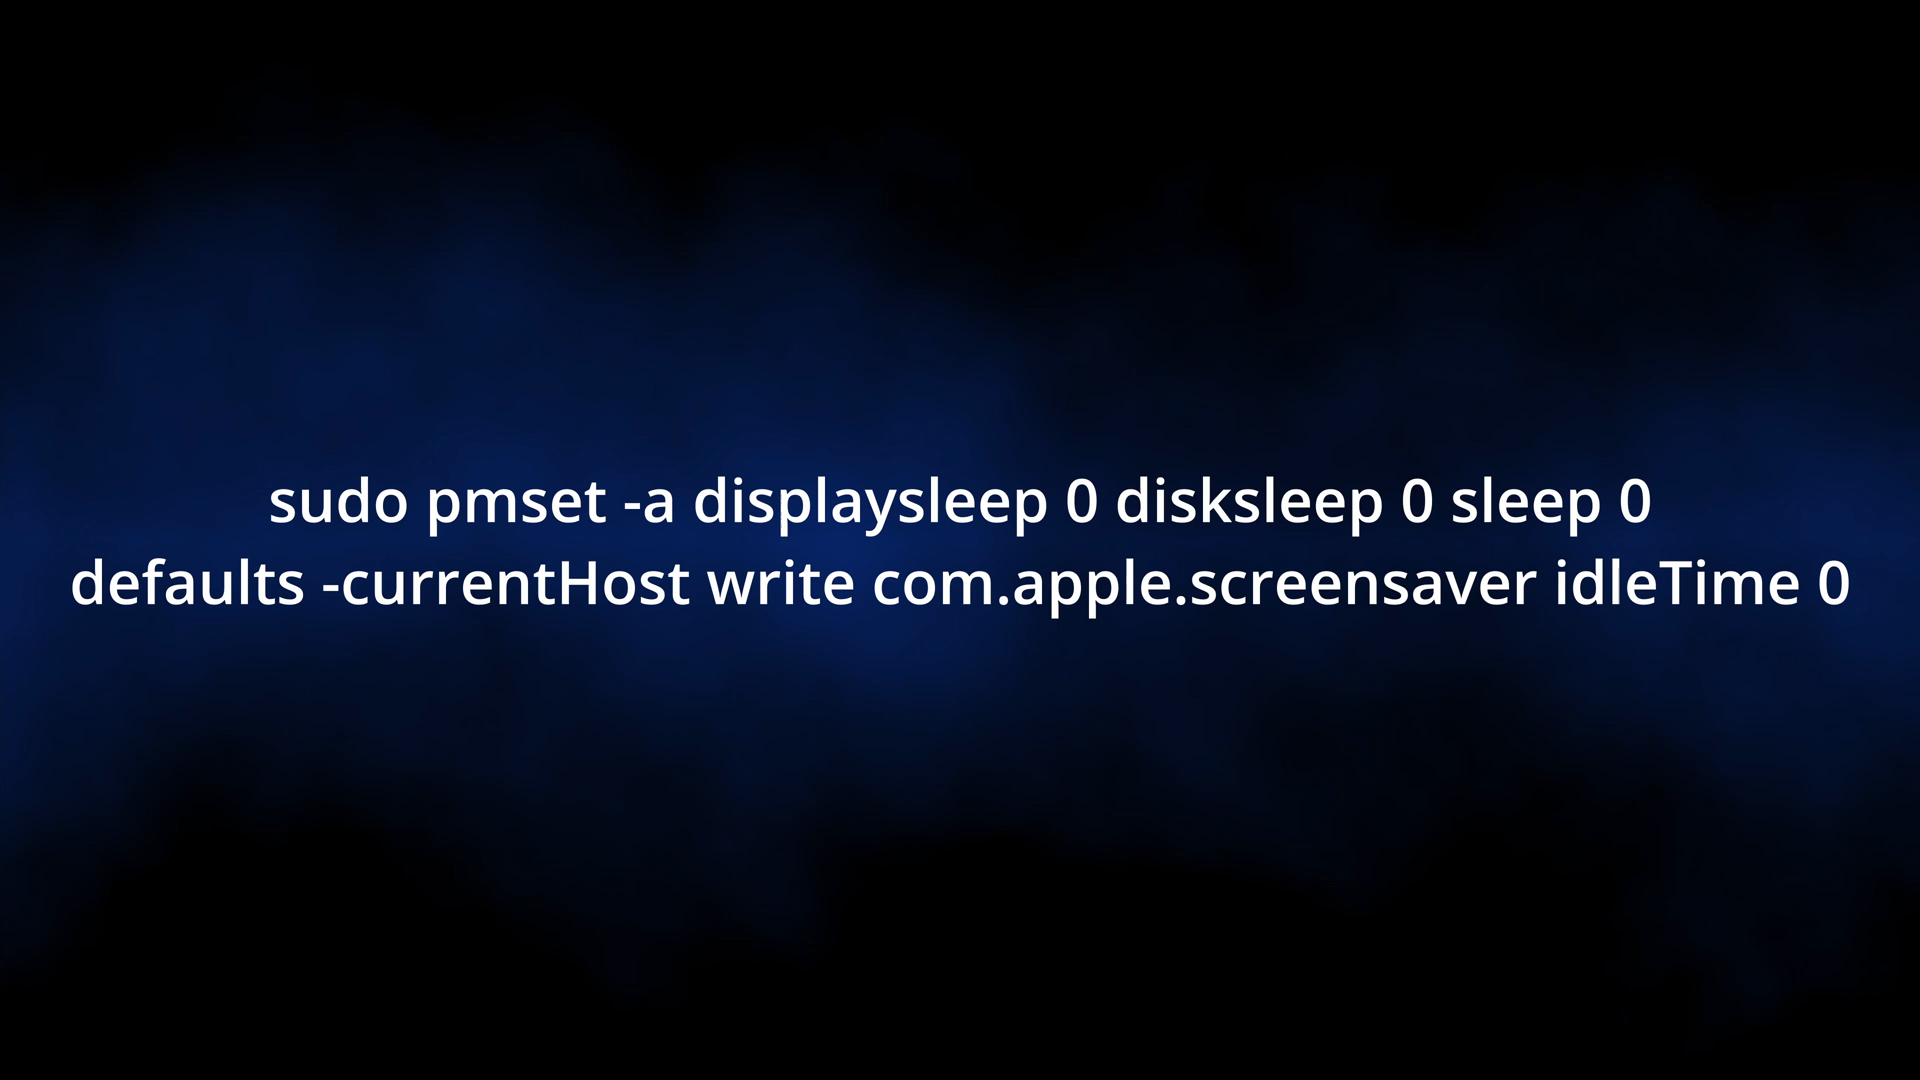 sudo pmset -a displaysleep 0 disksleep 0 sleep 0
defaults -currentHost write com.apple.screensaver idleTime 0